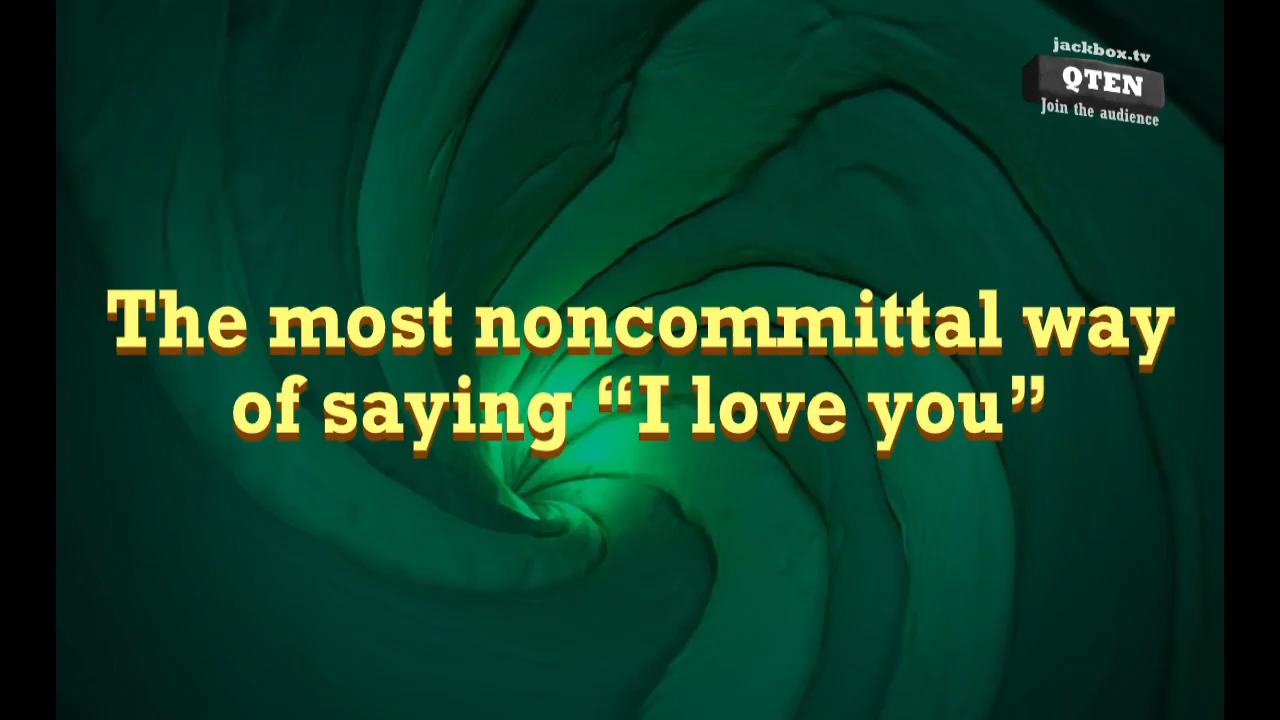 jackbox.tv
QTEN
Join the audience
The most noncommittal way
of saying “I love you”